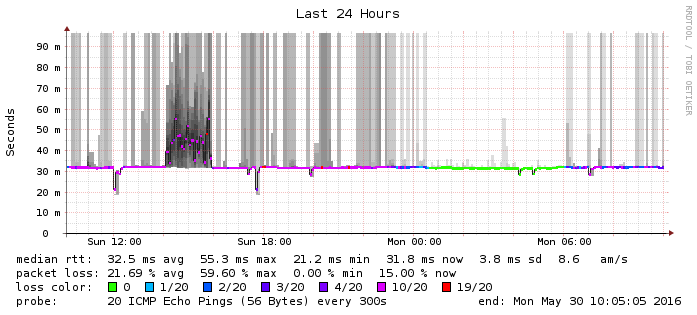 Last 24 Hours
RRDTOOL / TOBI OETIKER
Seconds
90 m
80 m
70 m
60 m
50 m
40 m
30 m
20 m
10 m
0
Sun 12:00 Sun 18:00 Mon 00:00 Mon 06:00
median rtt: 32.5 ms avg 55.3 ms max 21.2 ms min 31.8 ms now 3.8 ms sd 8.6 am/s
packet loss: 21.69 % avg 59.60 % max 0.00 % min 15.00 % now
loss color: 0 1/20 2/20 3/20 4/20 10/20 19/20
probe: 20 ICMP Echo Pings (56 Bytes) every 300s end: Mon May 30 10:05:05 2016